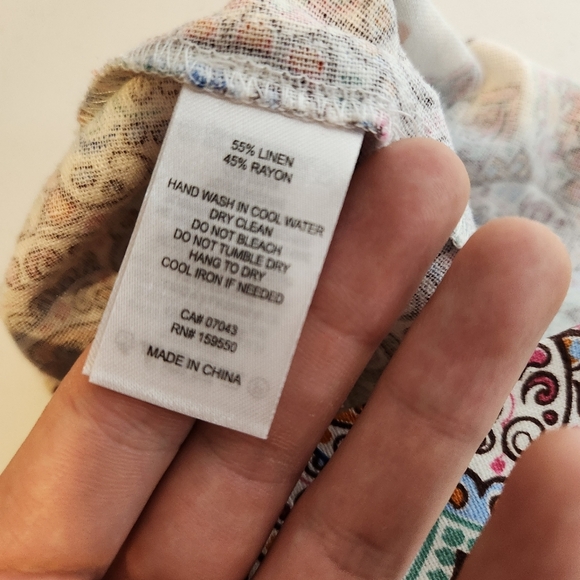 55% LINEN
45% RAYON
HAND WASH IN COOL WATER
DRY CLEAN
DO NOT BLEACH
DO NOT TUMBLE DRY
HANG TO DRY
COOL IRON IF NEEDED
CA# 07043
RN# 159550
MADE IN CHINA